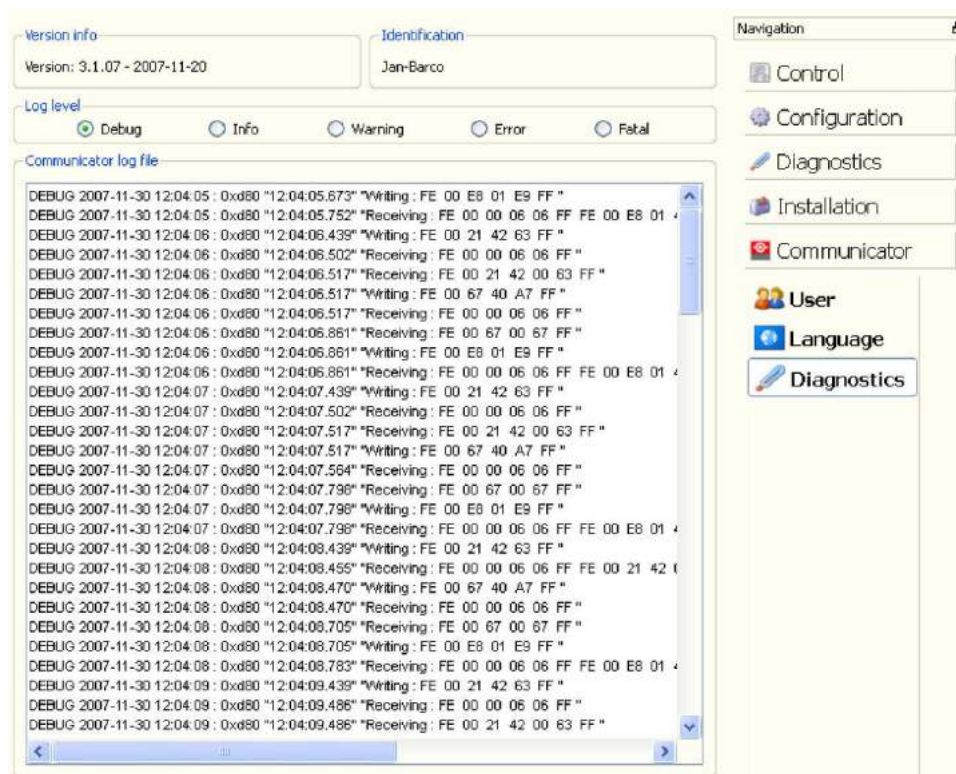 Version info
Version: 3.1.07 - 2007-11-20
Identification
Jan-Barco
Log level
Debug Info Warning Error Fatal
Communicator log file
DEBUG 2007-11-30 12:04:05 : 0xd80 "12:04:05.673" "Writing : FE 00 E8 01 E9 FF "
DEBUG 2007-11-30 12:04:05 : 0xd80 "12:04:05.752" "Receiving : FE 00 00 06 06 FF FE 00 E8 01
DEBUG 2007-11-30 12:04:06 : 0xd80 "12:04:06.439" "Writing : FE 00 21 42 63 FF "
DEBUG 2007-11-30 12:04:06 : 0xd80 "12:04:06.502" "Receiving : FE 00 00 06 06 FF "
DEBUG 2007-11-30 12:04:06 : 0xd80 "12:04:06.517" "Receiving : FE 00 21 42 00 63 FF "
DEBUG 2007-11-30 12:04:06 : 0xd80 "12:04:06.517" "Writing : FE 00 67 40 A7 FF "
DEBUG 2007-11-30 12:04:06 : 0xd80 "12:04:06.517" "Receiving : FE 00 00 06 06 FF "
DEBUG 2007-11-30 12:04:06 : 0xd80 "12:04:06.861" "Receiving : FE 00 67 00 67 FF "
DEBUG 2007-11-30 12:04:06 : 0xd80 "12:04:06.861" "Writing : FE 00 E8 01 E9 FF "
DEBUG 2007-11-30 12:04:06 : 0xd80 "12:04:06.861" "Receiving : FE 00 00 06 06 FF FE 00 E8 01
DEBUG 2007-11-30 12:04:07 : 0xd80 "12:04:07.439" "Writing : FE 00 21 42 63 FF "
DEBUG 2007-11-30 12:04:07 : 0xd80 "12:04:07.502" "Receiving : FE 00 00 06 06 FF "
DEBUG 2007-11-30 12:04:07 : 0xd80 "12:04:07.517" "Receiving : FE 00 21 42 00 63 FF "
DEBUG 2007-11-30 12:04:07 : 0xd80 "12:04:07.517" "Writing : FE 00 67 40 A7 FF "
DEBUG 2007-11-30 12:04:07 : 0xd80 "12:04:07.564" "Receiving : FE 00 00 06 06 FF "
DEBUG 2007-11-30 12:04:07 : 0xd80 "12:04:07.798" "Receiving : FE 00 67 00 67 FF "
DEBUG 2007-11-30 12:04:07 : 0xd80 "12:04:07.798" "Writing : FE 00 E8 01 E9 FF "
DEBUG 2007-11-30 12:04:07 : 0xd80 "12:04:07.798" "Receiving : FE 00 00 06 06 FF FE 00 E8 01
DEBUG 2007-11-30 12:04:08 : 0xd80 "12:04:08.439" "Writing : FE 00 21 42 63 FF "
DEBUG 2007-11-30 12:04:08 : 0xd80 "12:04:08.455" "Receiving : FE 00 00 06 06 FF FE 00 21 42
DEBUG 2007-11-30 12:04:08 : 0xd80 "12:04:08.470" "Writing : FE 00 67 40 A7 FF "
DEBUG 2007-11-30 12:04:08 : 0xd80 "12:04:08.470" "Receiving : FE 00 00 06 06 FF "
DEBUG 2007-11-30 12:04:08 : 0xd80 "12:04:08.705" "Receiving : FE 00 67 00 67 FF "
DEBUG 2007-11-30 12:04:08 : 0xd80 "12:04:08.705" "Writing : FE 00 E8 01 E9 FF "
DEBUG 2007-11-30 12:04:08 : 0xd80 "12:04:08.783" "Receiving : FE 00 00 06 06 FF FE 00 E8 01
DEBUG 2007-11-30 12:04:09 : 0xd80 "12:04:09.439" "Writing : FE 00 21 42 63 FF "
DEBUG 2007-11-30 12:04:09 : 0xd80 "12:04:09.486" "Receiving : FE 00 00 06 06 FF "
DEBUG 2007-11-30 12:04:09 : 0xd80 "12:04:09.486" "Receiving : FE 00 21 42 00 63 FF "
Navigation
Control
Configuration
Diagnostics
Installation
Communicator
User
Language
Diagnostics